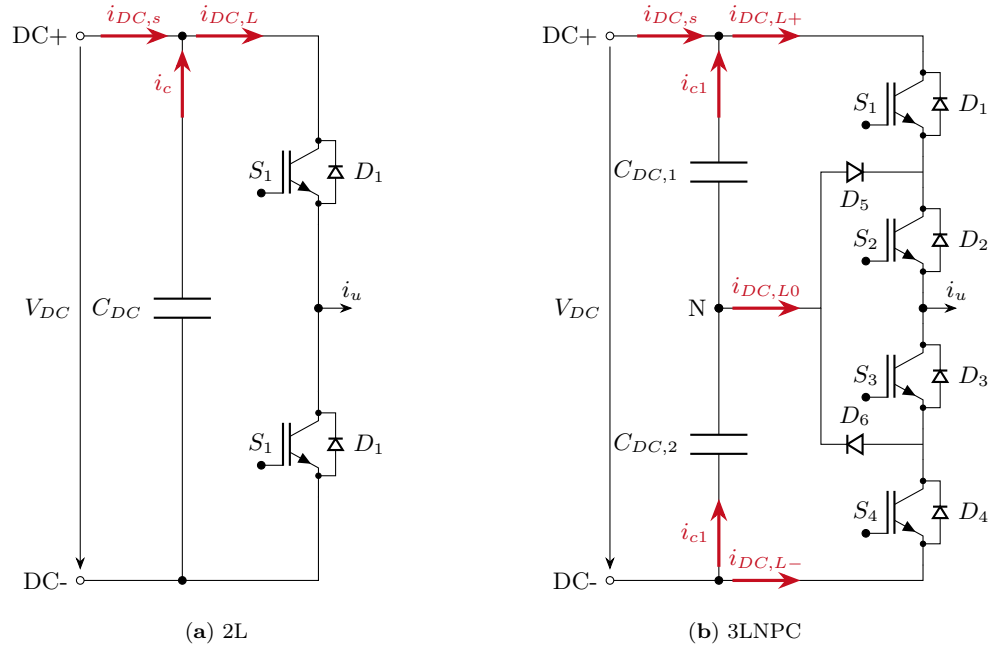 DC+
i_{DC,s}
i_{DC,L}
i_c
S_1
D_1
V_{DC}
C_{DC}
i_u
S_1
D_1
DC-
(a) 2L
DC+
i_{DC,s}
i_{DC,L+}
i_{c1}
S_1
D_1
C_{DC,1}
D_5
S_2
D_2
i_{DC,L0}
V_{DC}
N
i_u
S_3
D_3
D_6
C_{DC,2}
S_4
D_4
i_{c1}
i_{DC,L-}
DC-
(b) 3LNPC